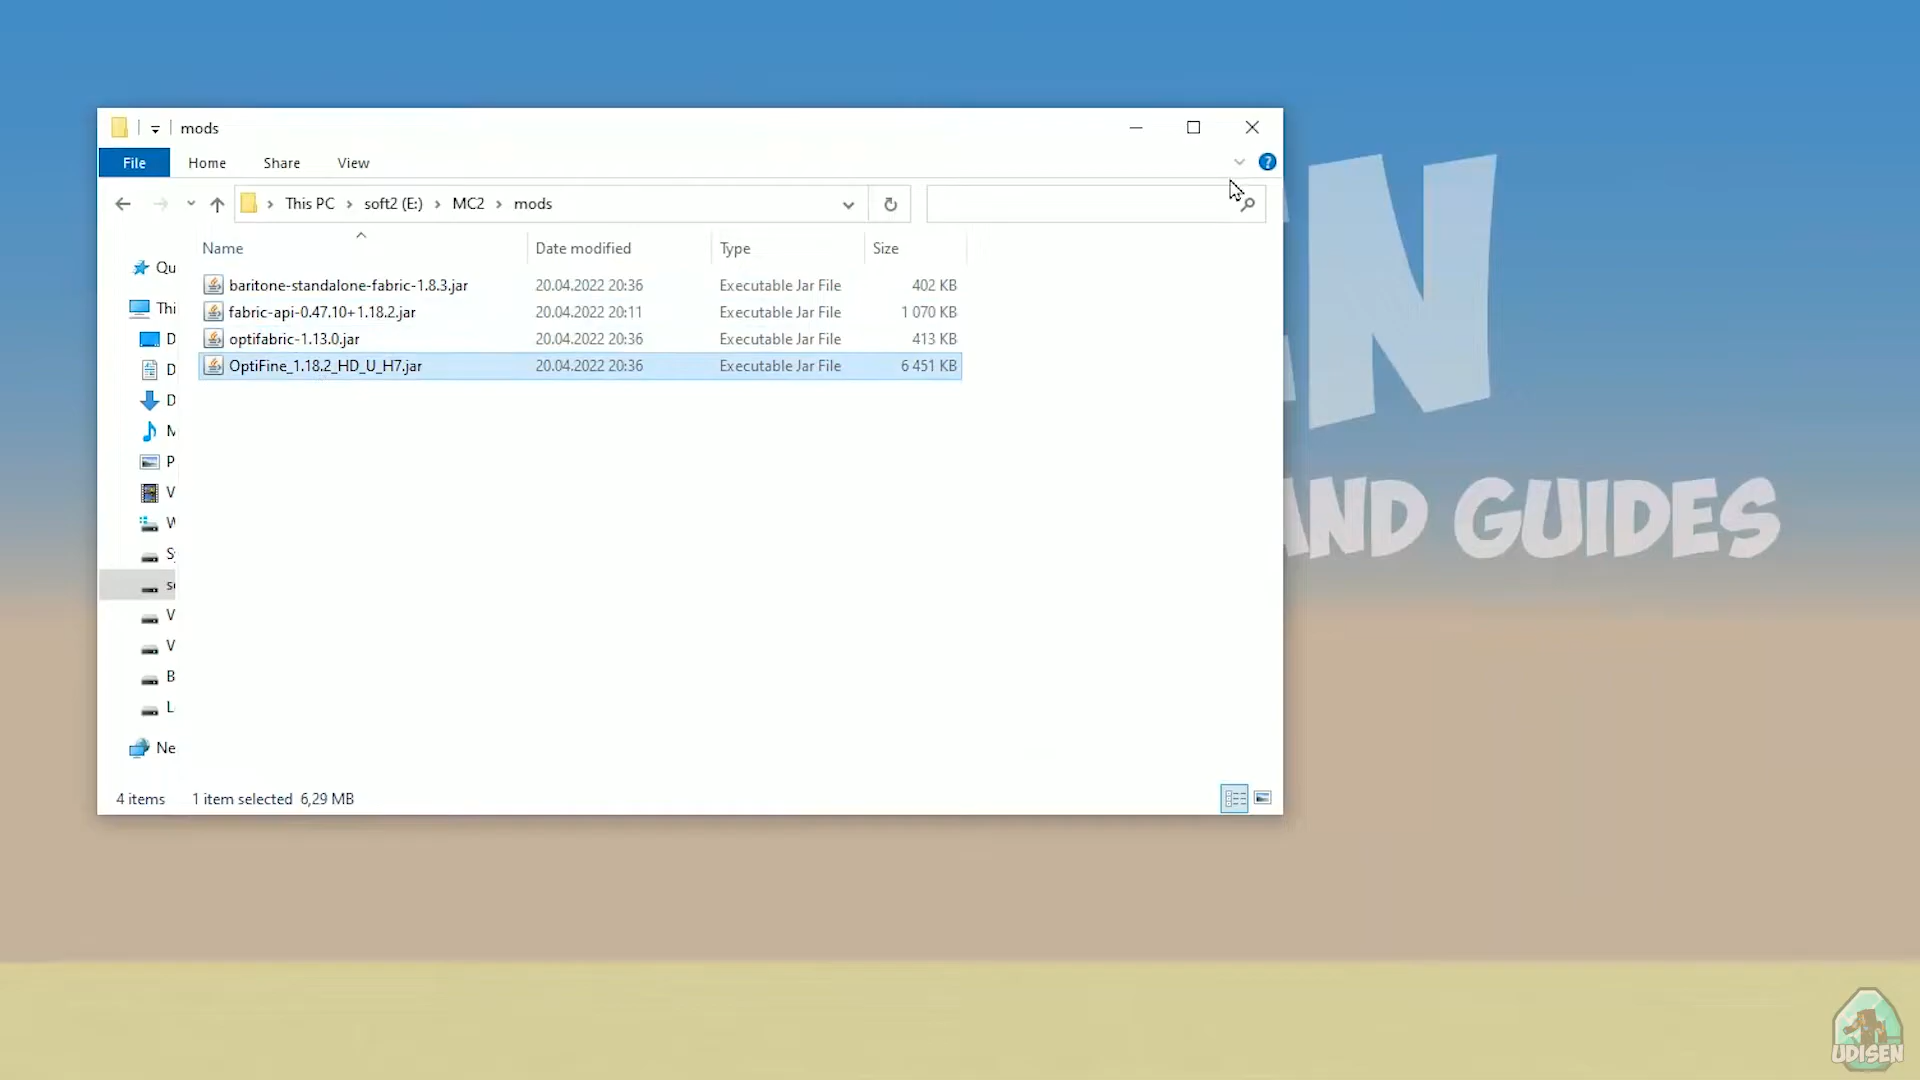 mods
File Home Share View
This PC > soft2 (E:) > MC2 > mods
Name Date modified Type Size
baritone-standalone-fabric-1.8.3.jar 20.04.2022 20:36 Executable Jar File 402 KB
fabric-api-0.47.10+1.18.2.jar 20.04.2022 20:11 Executable Jar File 1 070 KB
optifabric-1.13.0.jar 20.04.2022 20:36 Executable Jar File 413 KB
OptiFine_1.18.2_HD_U_H7.jar 20.04.2022 20:36 Executable Jar File 6 451 KB
Qu
Thi
D
D
D
M
P
V
W
S
se
V
V
B
L
Ne
4 items 1 item selected 6,29 MB
EN
AND GUIDES
UDISEN